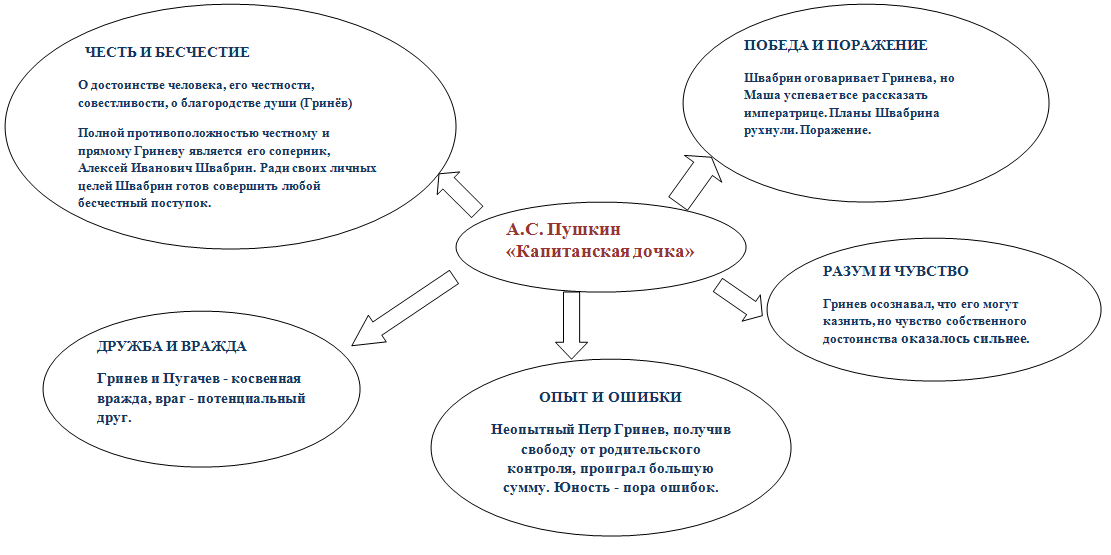 ЧЕСТЬ И БЕСЧЕСТИЕ
О достоинстве человека, его честности,
совестливости, о благородстве души (Гринёв)
Полной противоположностью честному и
прямому Гриневу является его соперник,
Алексей Иванович Швабрин. Ради своих личных
целей Швабрин готов совершить любой
бесчестный поступок.
ПОБЕДА И ПОРАЖЕНИЕ
Швабрин оговаривает Гринева, но
Маша успевает все рассказать
императрице. Планы Швабрина
рухнули. Поражение.
А.С. Пушкин
«Капитанская дочка»
РАЗУМ И ЧУВСТВО
Гринев осознавал, что его могут
казнить, но чувство собственного
достоинства оказалось сильнее.
ДРУЖБА И ВРАЖДА
Гринев и Пугачев - косвенная
вражда, враг - потенциальный
друг.
ОПЫТ И ОШИБКИ
Неопытный Петр Гринев, получив
свободу от родительского
контроля, проиграл большую
сумму. Юность - пора ошибок.